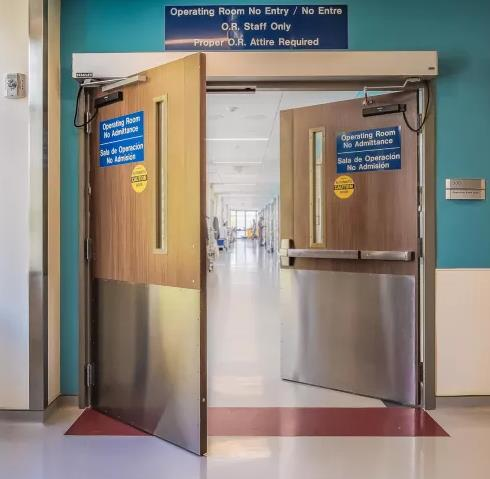 Operating Room No Entry / No Entre
O.R. Staff Only
Proper O.R. Attire Required
Operating Room
No Admittance
Sala de Operación
No Admisión
CAUTION
Operating Room
No Admittance
Sala de Operación
No Admisión
CAUTION